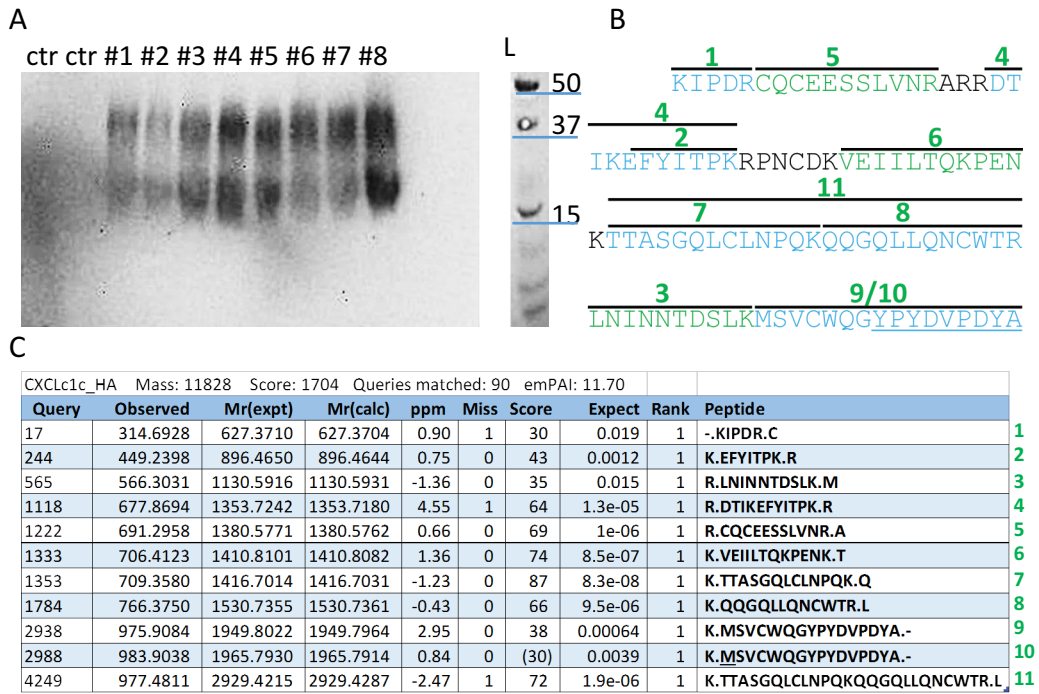 A
B
ctr ctr #1 #2 #3 #4 #5 #6 #7 #8
L
50
37
15
1 5 4
KIPDRCQCEESSLVNRARRDT
4
2 6
IKEFYITPKRPNCDKVEIILTQKPEN
11
7 8
KTTASGQLCLNPQKQQGQLLQNCWTR
3 9/10
LNINNTDSLKMSVCWQGYPYDVPDYA
C
CXCLc1c_HA Mass: 11828 Score: 1704 Queries matched: 90 emPAI: 11.70
Query Observed Mr(expt) Mr(calc) ppm Miss Score Expect Rank Peptide
17 314.6928 627.3710 627.3704 0.90 1 30 0.019 1 -.KIPDR.C 1
244 449.2398 896.4650 896.4644 0.75 0 43 0.0012 1 K.EFYITPK.R 2
565 566.3031 1130.5916 1130.5931 -1.36 0 35 0.015 1 R.LNINNTDSLK.M 3
1118 677.8694 1353.7242 1353.7180 4.55 1 64 1.3e-05 1 R.DTIKEFYITPK.R 4
1222 691.2958 1380.5771 1380.5762 0.66 0 69 1e-06 1 R.CQCEESSLVNR.A 5
1333 706.4123 1410.8101 1410.8082 1.36 0 74 8.5e-07 1 K.VEIILTQKPENK.T 6
1353 709.3580 1416.7014 1416.7031 -1.23 0 87 8.3e-08 1 K.TTASGQLCLNPQK.Q 7
1784 766.3750 1530.7355 1530.7361 -0.43 0 66 9.5e-06 1 K.QQGQLLQNCWTR.L 8
2938 975.9084 1949.8022 1949.7964 2.95 0 38 0.00064 1 K.MSVCWQGYPYDVPDYA.- 9
2988 983.9038 1965.7930 1965.7914 0.84 0 (30) 0.0039 1 K.MSVCWQGYPYDVPDYA.- 10
4249 977.4811 2929.4215 2929.4287 -2.47 1 72 1.9e-06 1 K.TTASGQLCLNPQKQQGQLLQNCWTR.L 11